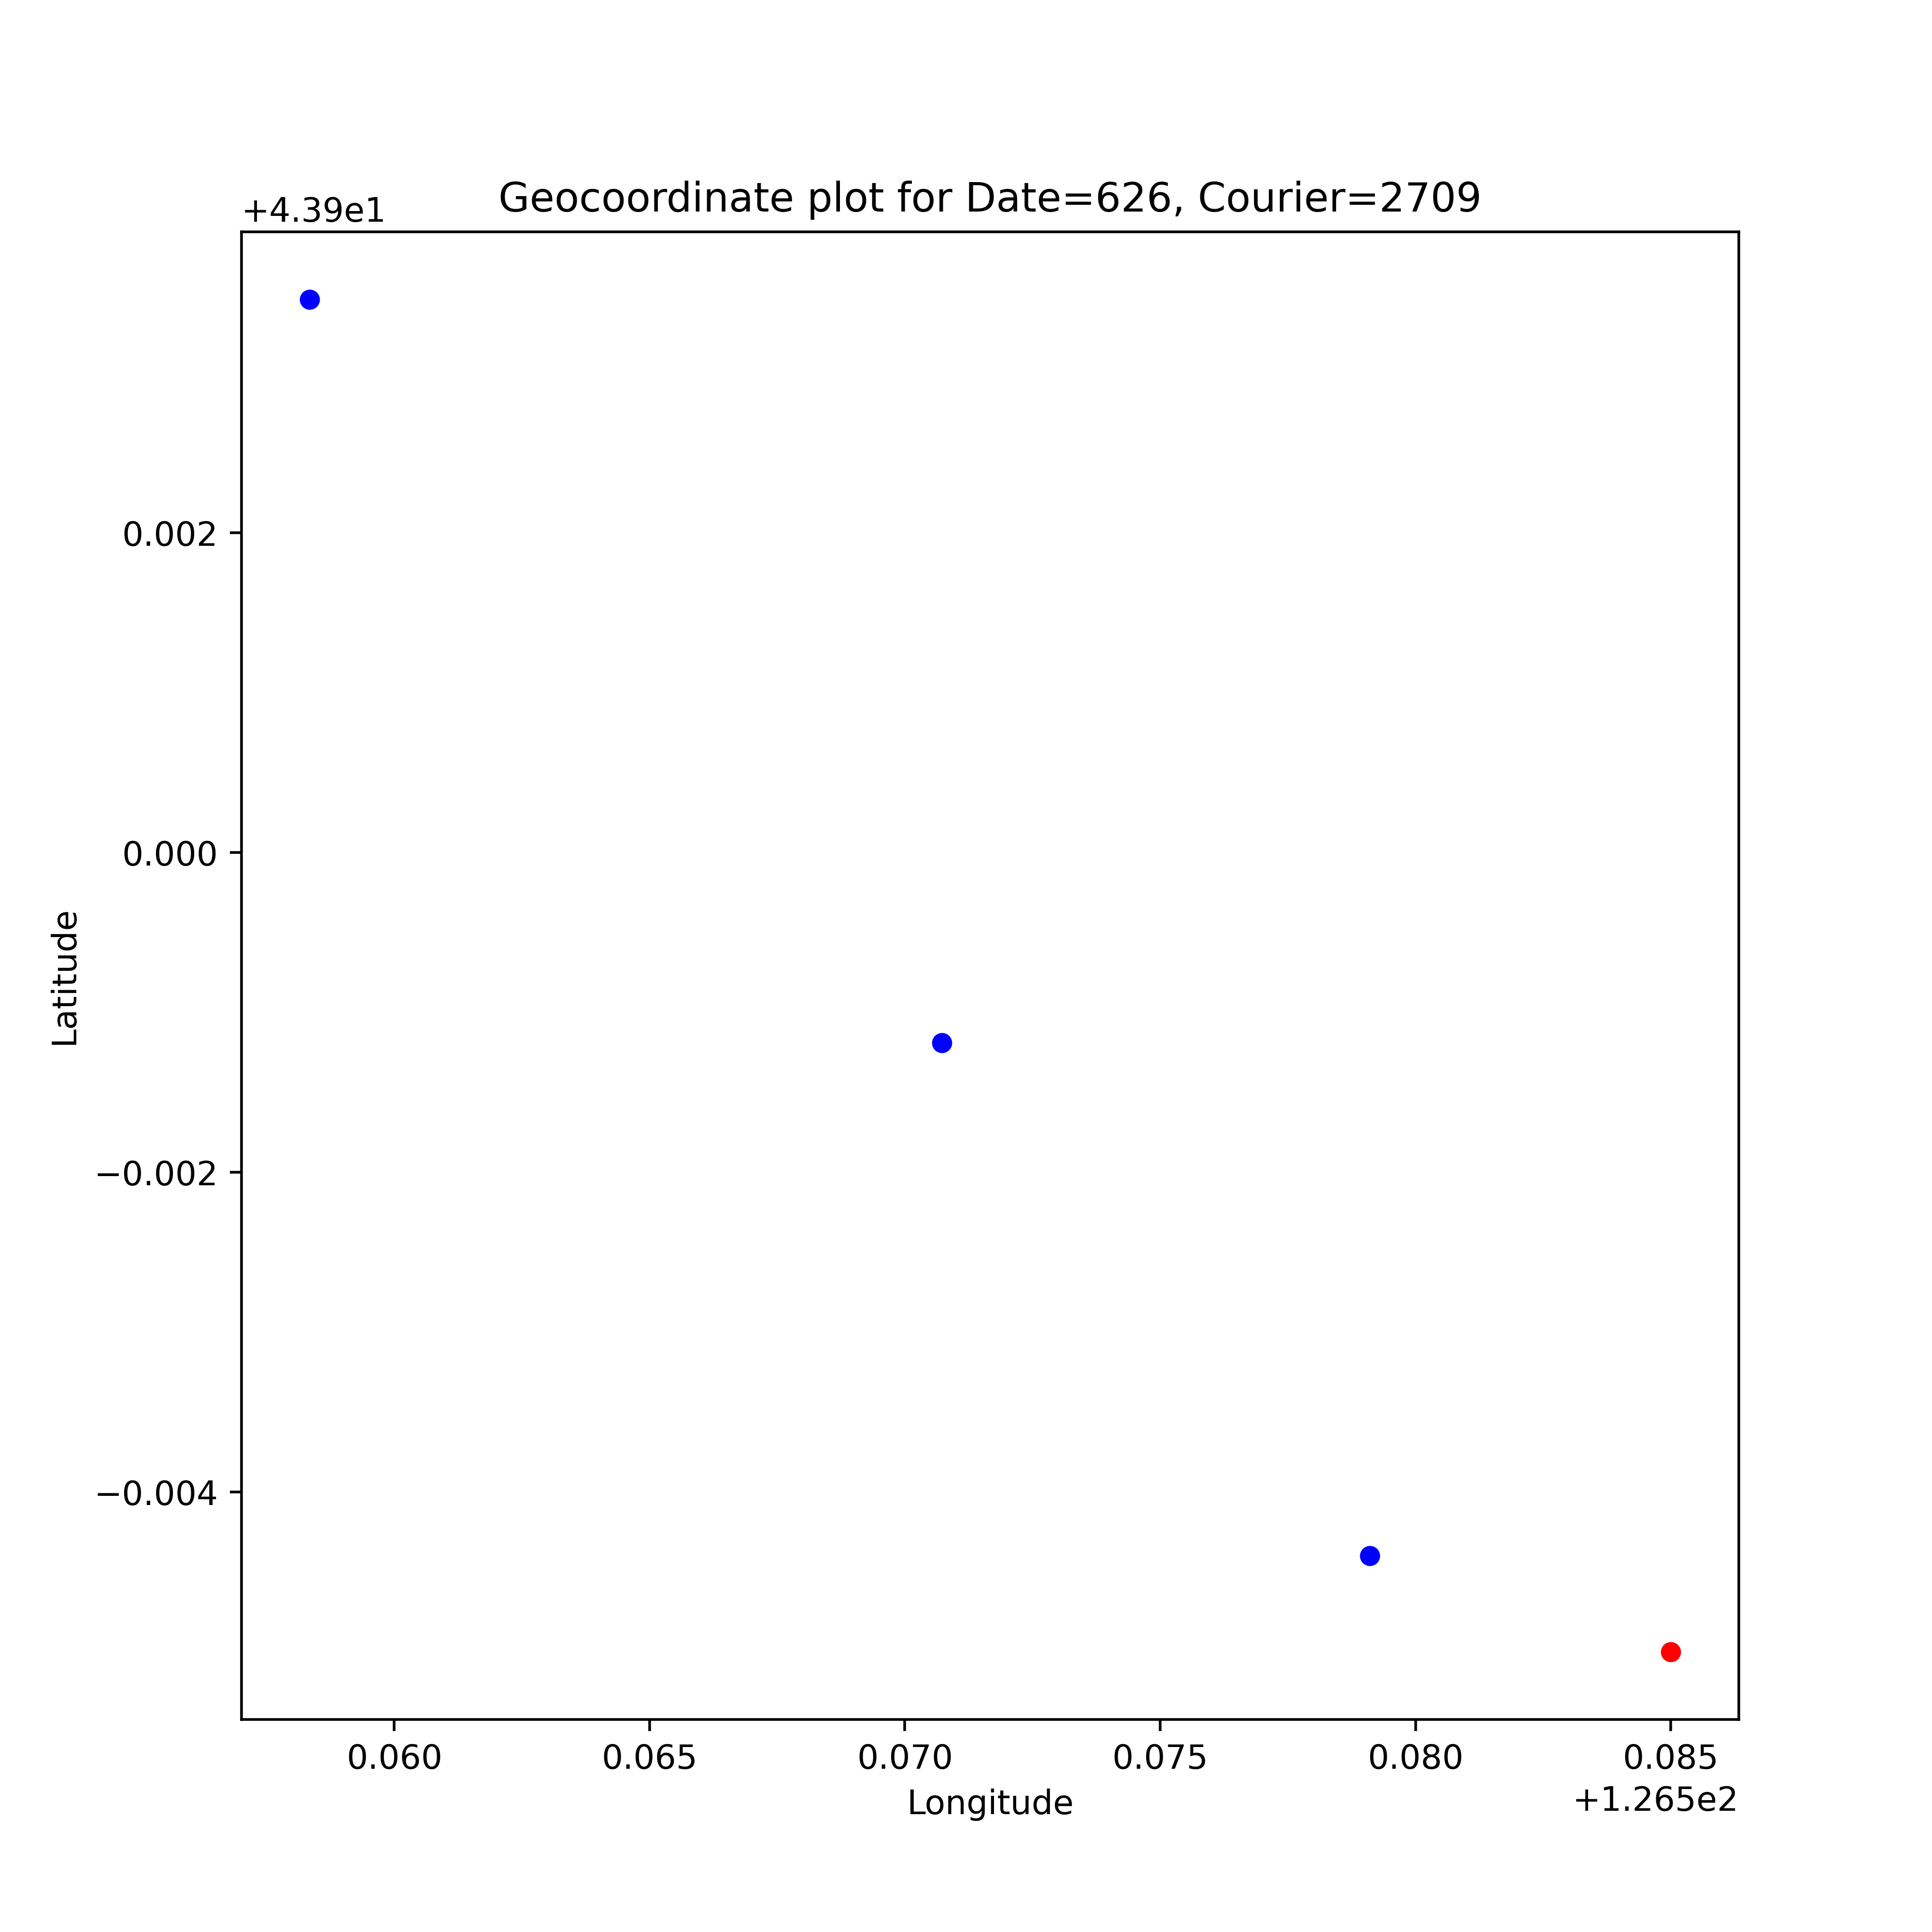 Geocoordinate plot for Date=626, Courier=2709
+4.39e1
0.002
0.000
−0.002
−0.004
Latitude
0.060 0.065 0.070 0.075 0.080 0.085
Longitude
+1.265e2